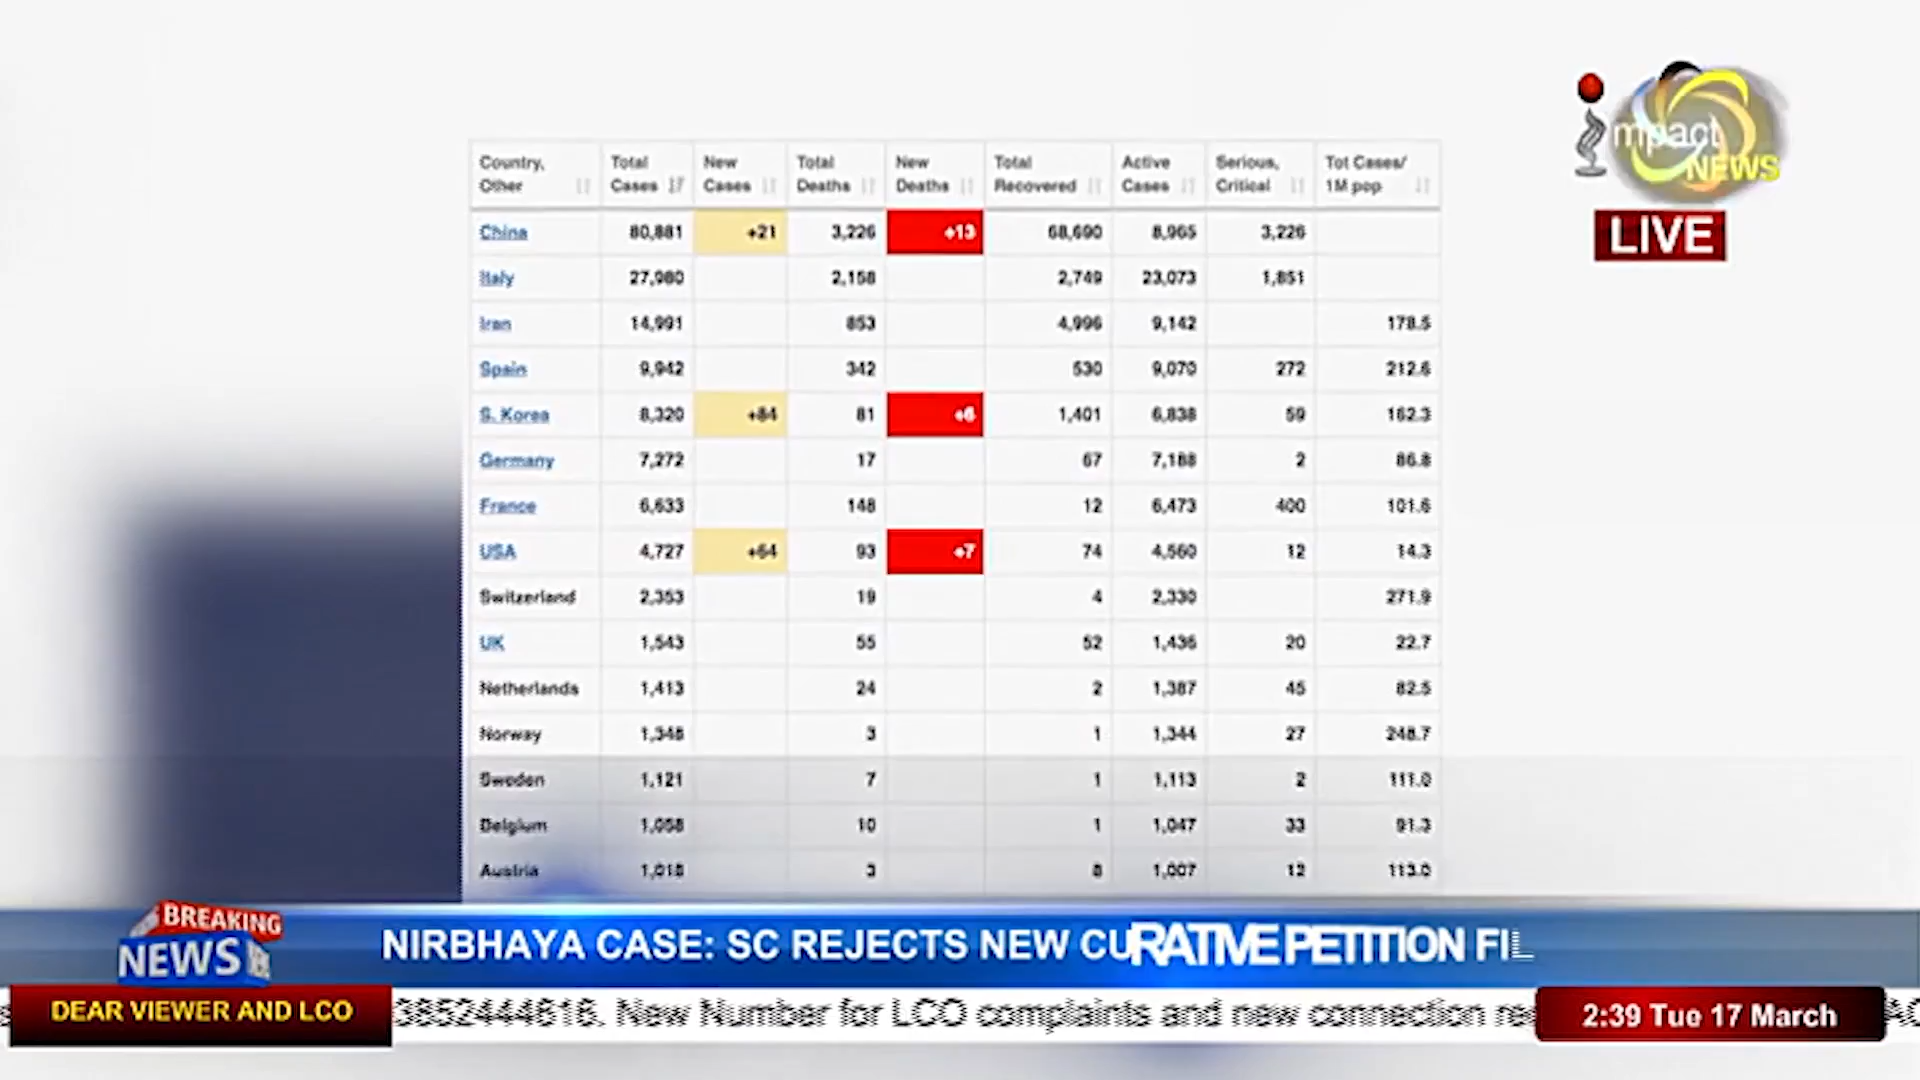 Country, Other Total Cases New Cases Total Deaths New Deaths Total Recovered Active Cases Serious, Critical Tot Cases/ 1M pop
China 80,881 +21 3,226 +13 68,690 8,965 3,226
Italy 27,980 2,158 2,749 23,073 1,851
Iran 14,991 853 4,996 9,142 178.5
Spain 9,942 342 530 9,070 272 212.6
S. Korea 8,320 +84 81 +6 1,401 6,838 59 162.3
Germany 7,272 17 67 7,188 2 86.8
France 6,633 148 12 6,473 400 101.6
USA 4,727 +64 93 +7 74 4,560 12 14.3
Switzerland 2,353 19 4 2,330 271.9
UK 1,543 55 52 1,436 20 22.7
Netherlands 1,413 24 2 1,387 45 82.5
Norway 1,348 3 1 1,344 27 248.7
Sweden 1,121 7 1 1,113 2 111.0
Belgium 1,058 10 1 1,047 33 91.3
Austria 1,018 3 8 1,007 12 113.0
impact NEWS
LIVE
BREAKING NEWS
NIRBHAYA CASE: SC REJECTS NEW CURATIVE PETITION FIL
DEAR VIEWER AND LCO
3852444616. New Number for LCO complaints and new connection
2:39 Tue 17 March